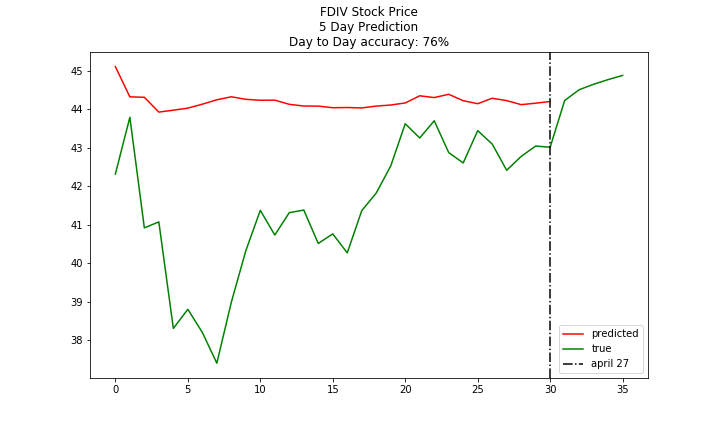 FDIV Stock Price
5 Day Prediction
Day to Day accuracy: 76%
45
44
43
42
41
40
39
38
predicted
true
april 27
0 5 10 15 20 25 30 35